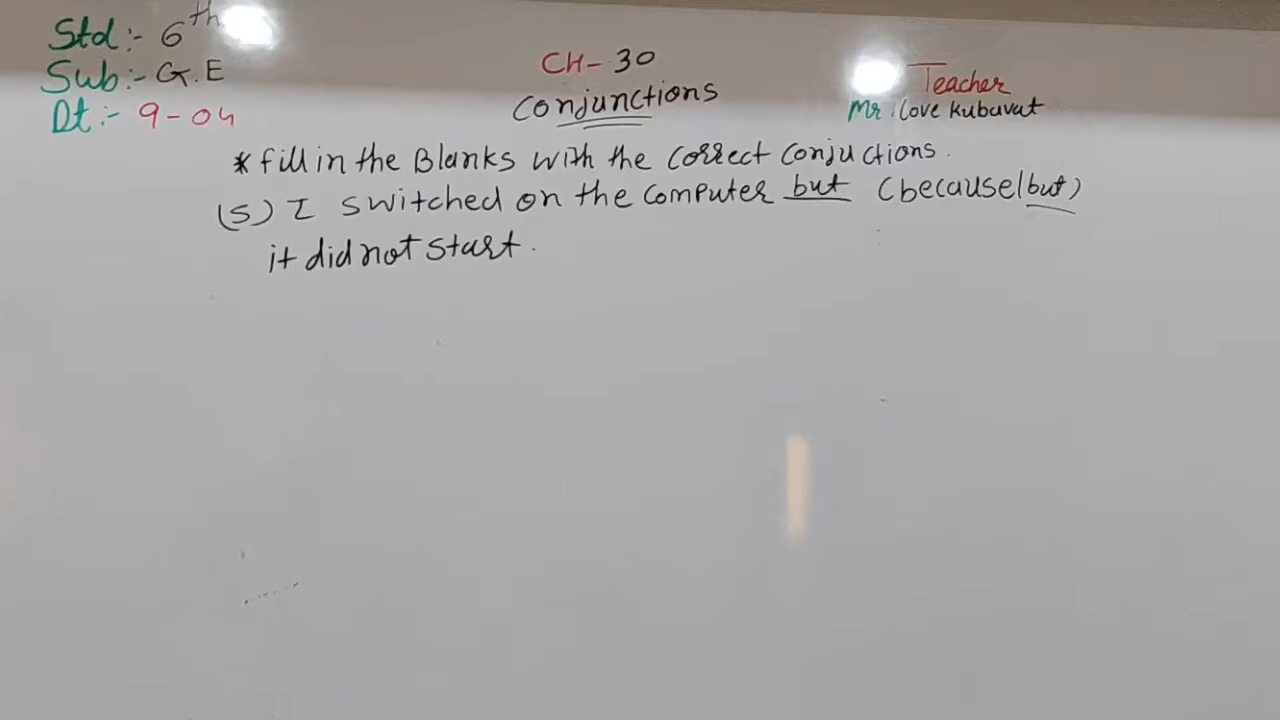 Std:- 6th
Sub:- G.E
Dt:- 9-04
CH-30
Conjunctions
Teacher
Mr. Love Kubavat
* Fill in the Blanks with the Correct Conjuctions.
(5) I switched on the Computer but (because/but)
it did not start.